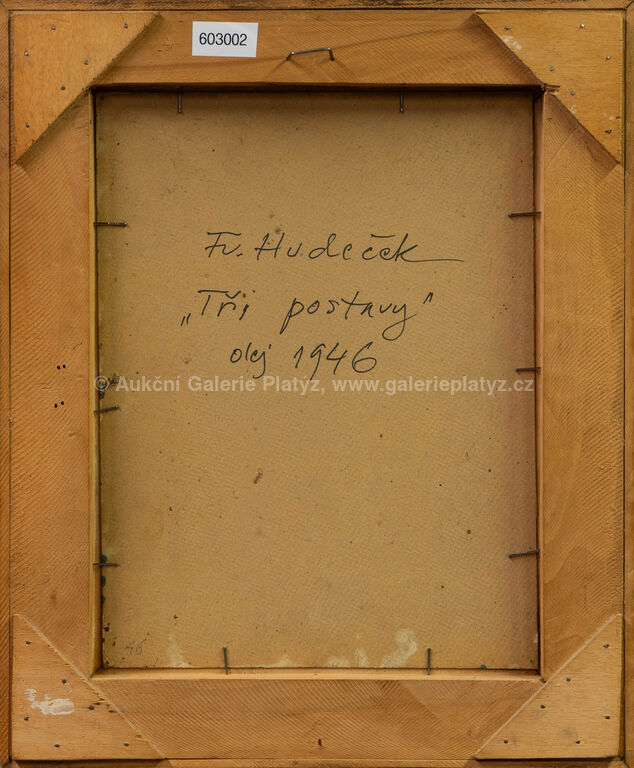 603002
Fr. Hudeček
„Tři postavy“
olej 1946
© Aukční Galerie Platýz, www.galerieplatyz.cz
46